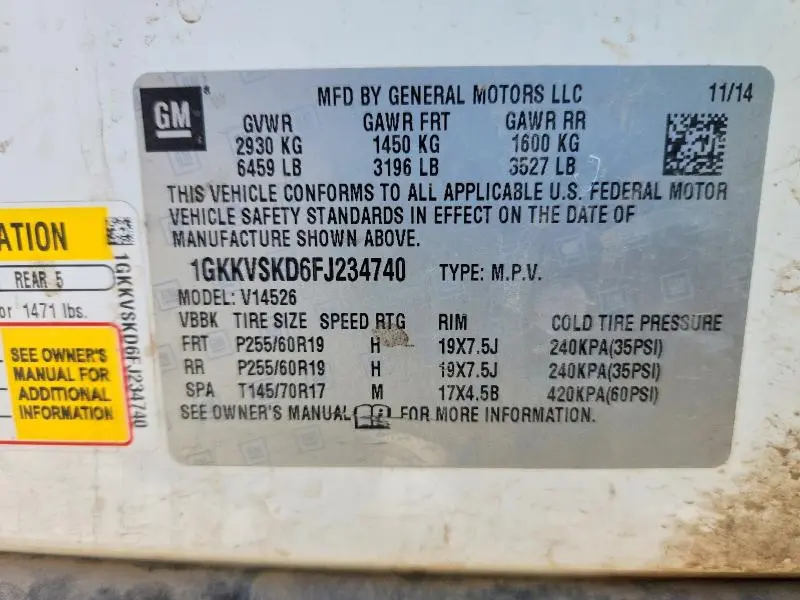 GM
MFD BY GENERAL MOTORS LLC 11/14
GVWR GAWR FRT GAWR RR
2930 KG 1450 KG 1600 KG
6459 LB 3196 LB 3527 LB
THIS VEHICLE CONFORMS TO ALL APPLICABLE U.S. FEDERAL MOTOR
VEHICLE SAFETY STANDARDS IN EFFECT ON THE DATE OF
MANUFACTURE SHOWN ABOVE.
1GKKVSKD6FJ234740 TYPE: M.P.V.
MODEL: V14526
VBBK TIRE SIZE SPEED RTG RIM COLD TIRE PRESSURE
FRT P255/60R19 H 19X7.5J 240KPA(35PSI)
RR P255/60R19 H 19X7.5J 240KPA(35PSI)
SPA T145/70R17 M 17X4.5B 420KPA(60PSI)
SEE OWNER'S MANUAL FOR MORE INFORMATION.
ATION
REAR 5
or 1471 lbs.
SEE OWNER'S
MANUAL FOR
ADDITIONAL
INFORMATION
1GKKVSKD6FJ234740